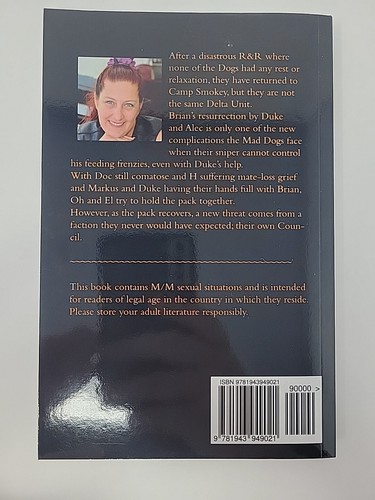 After a disastrous R&R where
none of the Dogs had any rest or
relaxation, they have returned to
Camp Smokey, but they are not
the same Delta Unit.
Brian's resurrection by Duke
and Alec is only one of the new
complications the Mad Dogs face
when their sniper cannot control
his feeding frenzies, even with Duke's help.
With Doc still comatose and H suffering mate-loss grief
and Markus and Duke having their hands full with Brian,
Oh and El try to hold the pack together.
However, as the pack recovers, a new threat comes from a
faction they never would have expected; their own Coun-
cil.
This book contains M/M sexual situations and is intended
for readers of legal age in the country in which they reside.
Please store your adult literature responsibly.
ISBN 9781943949021
90000 >
9 781943 949021